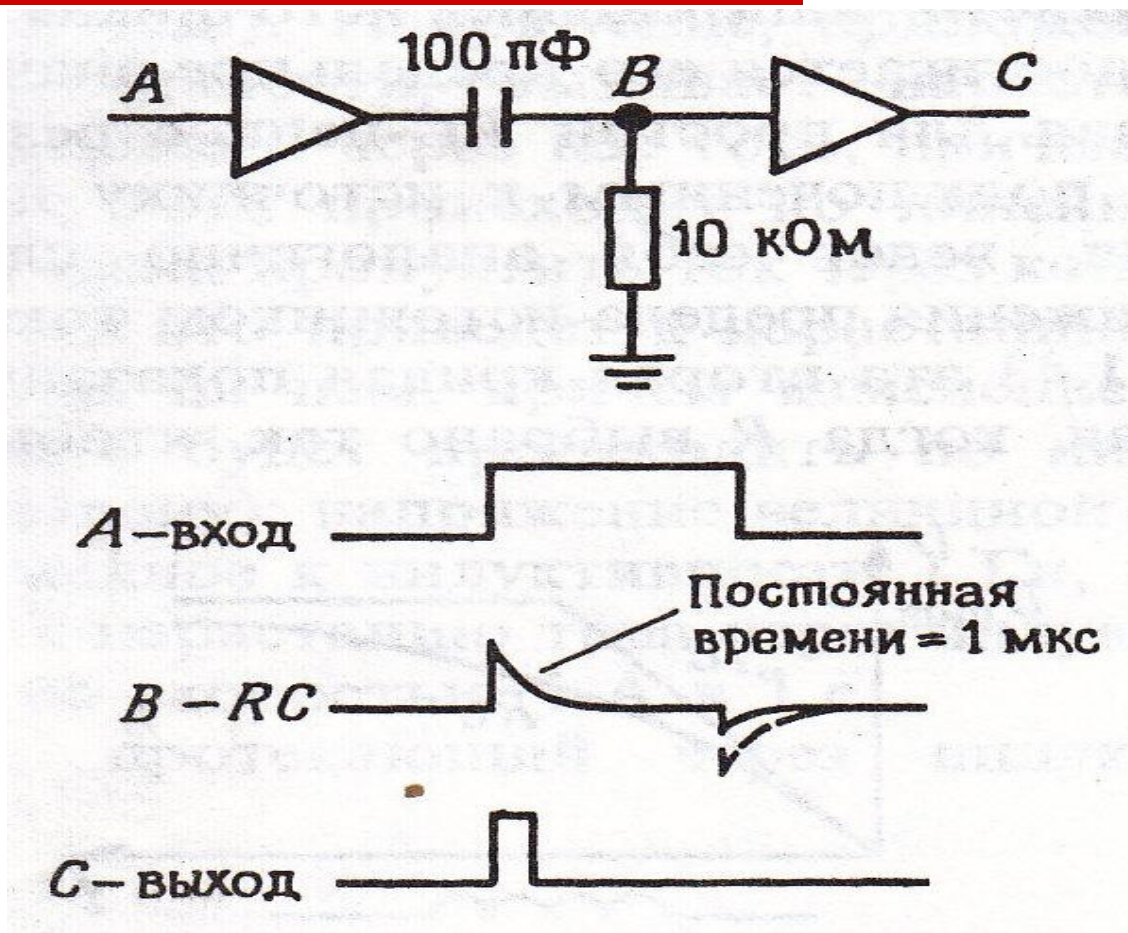 100 пФ
A
B
C
10 кОм
A–вход
Постоянная
времени = 1 мкс
B – RC
C – выход